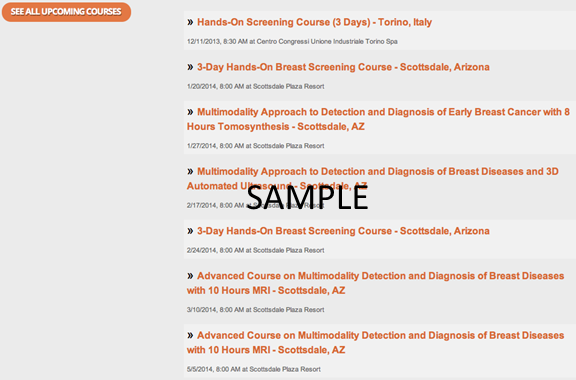 SEE ALL UPCOMING COURSES
» Hands-On Screening Course (3 Days) - Torino, Italy
12/11/2013, 8:30 AM at Centro Congressi Unione Industriale Torino Spa
» 3-Day Hands-On Breast Screening Course - Scottsdale, Arizona
1/20/2014, 8:00 AM at Scottsdale Plaza Resort
» Multimodality Approach to Detection and Diagnosis of Early Breast Cancer with 8
Hours Tomosynthesis - Scottsdale, AZ
1/27/2014, 8:00 AM at Scottsdale Plaza Resort
» Multimodality Approach to Detection and Diagnosis of Breast Diseases and 3D
Automated Ultrasound - Scottsdale, AZ
SAMPLE
2/17/2014, 8:00 AM at Scottsdale Plaza Resort
» 3-Day Hands-On Breast Screening Course - Scottsdale, Arizona
2/24/2014, 8:00 AM at Scottsdale Plaza Resort
» Advanced Course on Multimodality Detection and Diagnosis of Breast Diseases
with 10 Hours MRI - Scottsdale, AZ
3/10/2014, 8:00 AM at Scottsdale Plaza Resort
» Advanced Course on Multimodality Detection and Diagnosis of Breast Diseases
with 10 Hours MRI - Scottsdale, AZ
5/5/2014, 8:00 AM at Scottsdale Plaza Resort